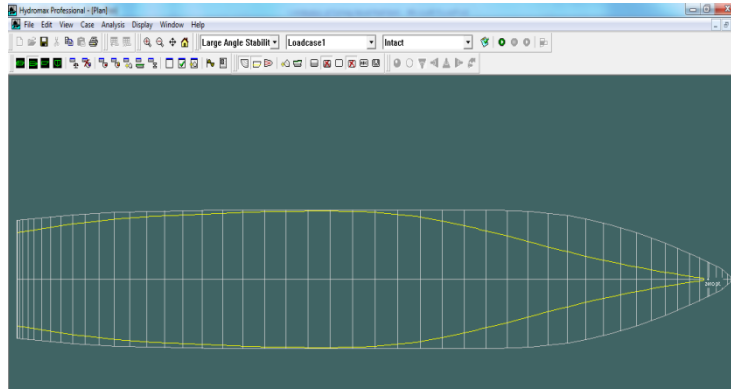 Hydromax Professional - [Plan]
File Edit View Case Analysis Display Window Help
Large Angle Stabilit Loadcase1 Intact